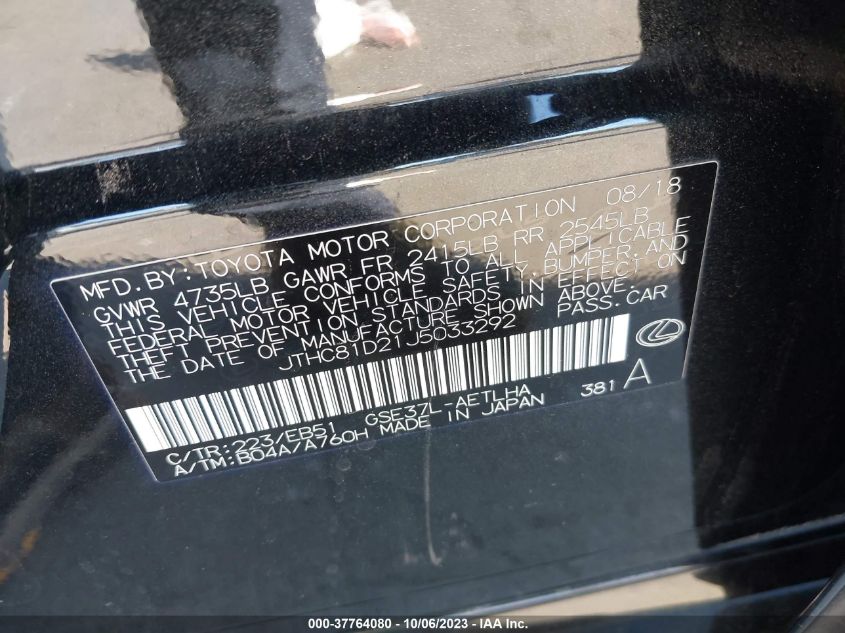 MFD. BY: TOYOTA MOTOR CORPORATION 08/18
GVWR 4735LB GAWR FR 2415LB RR 2545LB
THIS VEHICLE CONFORMS TO ALL APPLICABLE
FEDERAL MOTOR VEHICLE SAFETY, BUMPER, AND
THEFT PREVENTION STANDARDS IN EFFECT ON
THE DATE OF MANUFACTURE SHOWN ABOVE.
JTHC81D21J5033292 PASS. CAR
C/TR: 223/EB51 GSE37L-AETLHA 381 A
A/TM: B04A/A760H MADE IN JAPAN
000-37764080 - 10/06/2023 - IAA Inc.